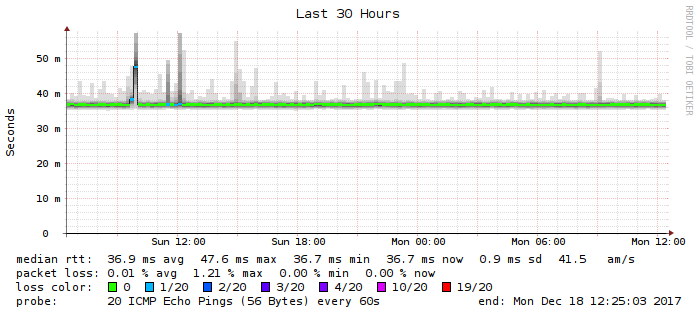 Last 30 Hours
RRDTOOL / TOBI OETIKER
Seconds
50 m
40 m
30 m
20 m
10 m
0
Sun 12:00 Sun 18:00 Mon 00:00 Mon 06:00 Mon 12:00
median rtt: 36.9 ms avg 47.6 ms max 36.7 ms min 36.7 ms now 0.9 ms sd 41.5 am/s
packet loss: 0.01 % avg 1.21 % max 0.00 % min 0.00 % now
loss color: 0 1/20 2/20 3/20 4/20 10/20 19/20
probe: 20 ICMP Echo Pings (56 Bytes) every 60s end: Mon Dec 18 12:25:03 2017